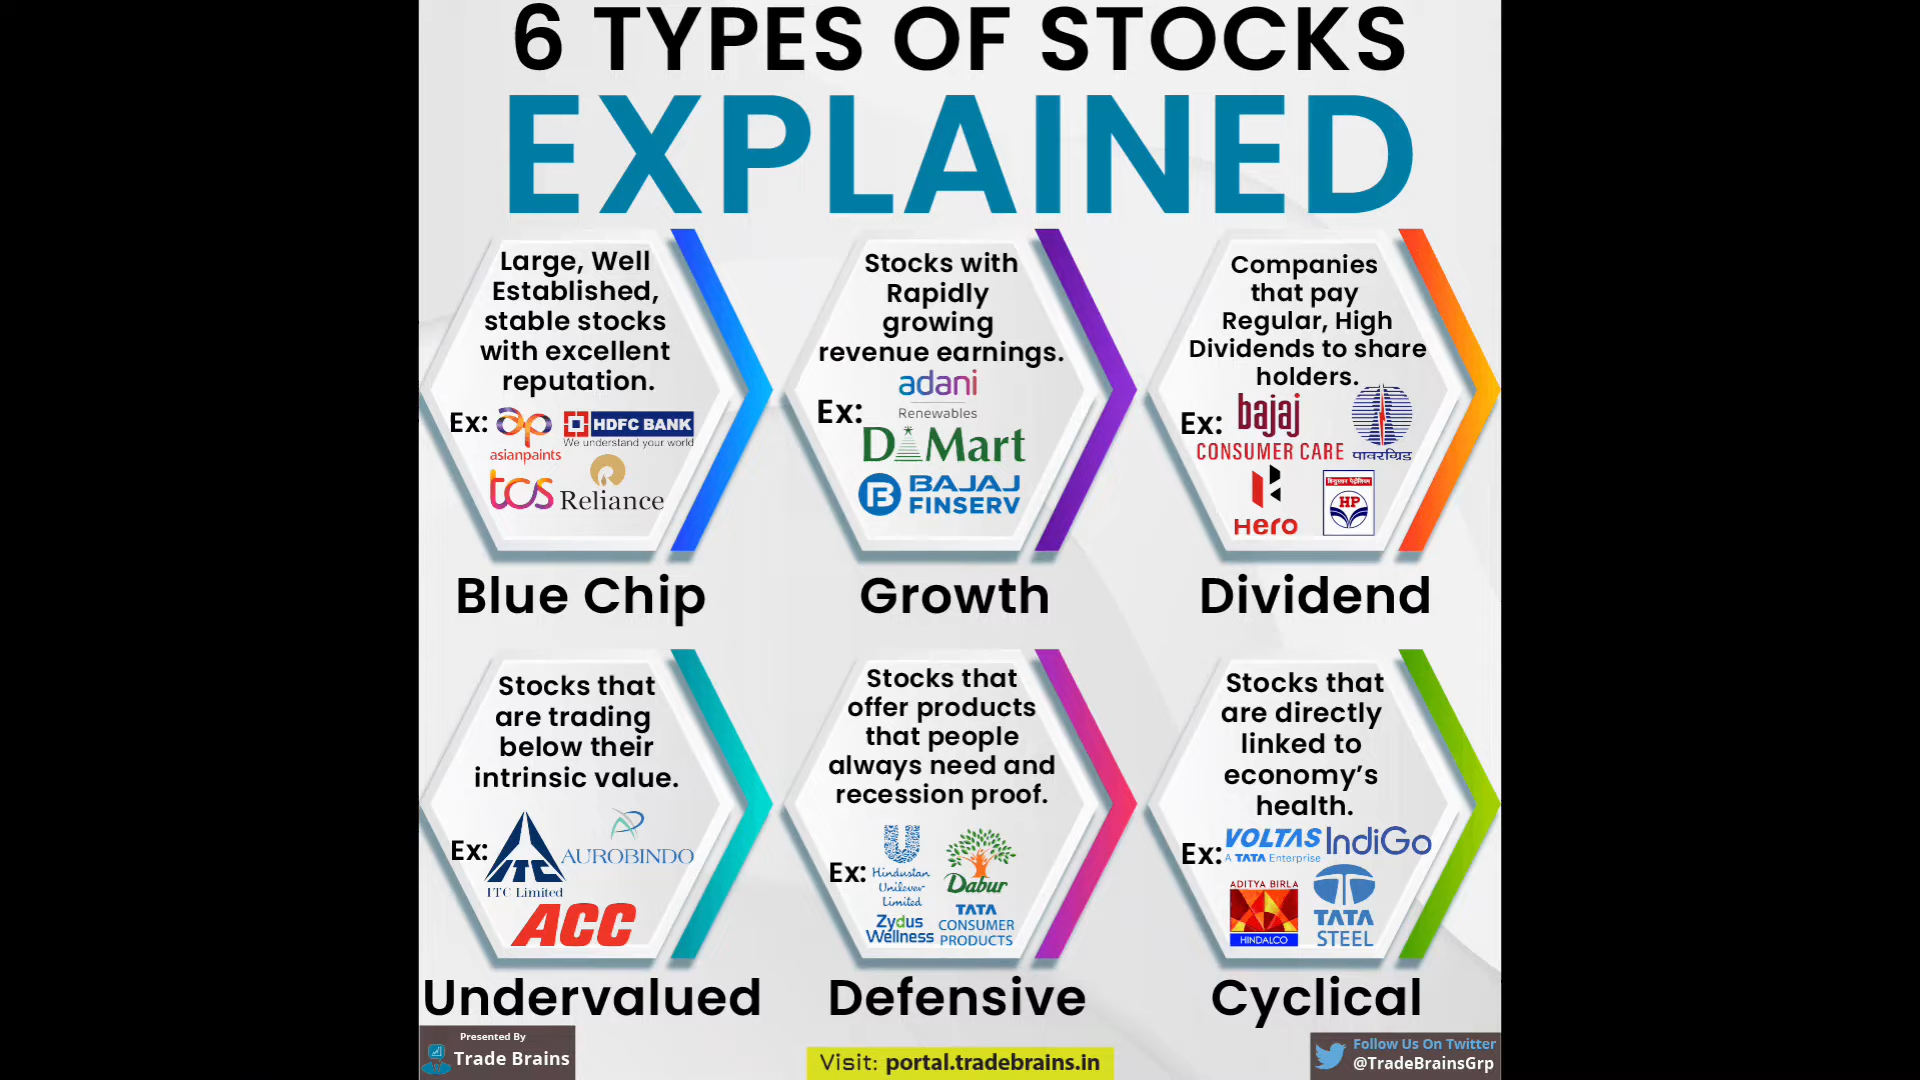 6 TYPES OF STOCKS
EXPLAINED
Large, Well
Established,
stable stocks
with excellent
reputation.
Ex:
ap
asianpaints
HDFC BANK
We understand your world
tcs
Reliance
Blue Chip
Stocks with
Rapidly
growing
revenue earnings.
Ex:
adani
Renewables
DMart
BAJAJ
FINSERV
Growth
Companies
that pay
Regular, High
Dividends to share
holders.
Ex:
bajaj
CONSUMER CARE
पावरग्रिड
Hero
हिन्दुस्तान पेट्रोलियम
HP
Dividend
Stocks that
are trading
below their
intrinsic value.
Ex:
ITC
ITC Limited
AUROBINDO
ACC
Undervalued
Stocks that
offer products
that people
always need and
recession proof.
Ex:
Hindustan
Unilever
Limited
Dabur
Zydus
Wellness
TATA
CONSUMER
PRODUCTS
Defensive
Stocks that
are directly
linked to
economy's
health.
Ex:
VOLTAS
A TATA Enterprise
IndiGo
ADITYA BIRLA
HINDALCO
TATA
STEEL
Cyclical
Presented By
Trade Brains
Visit: portal.tradebrains.in
Follow Us On Twitter
@TradeBrainsGrp